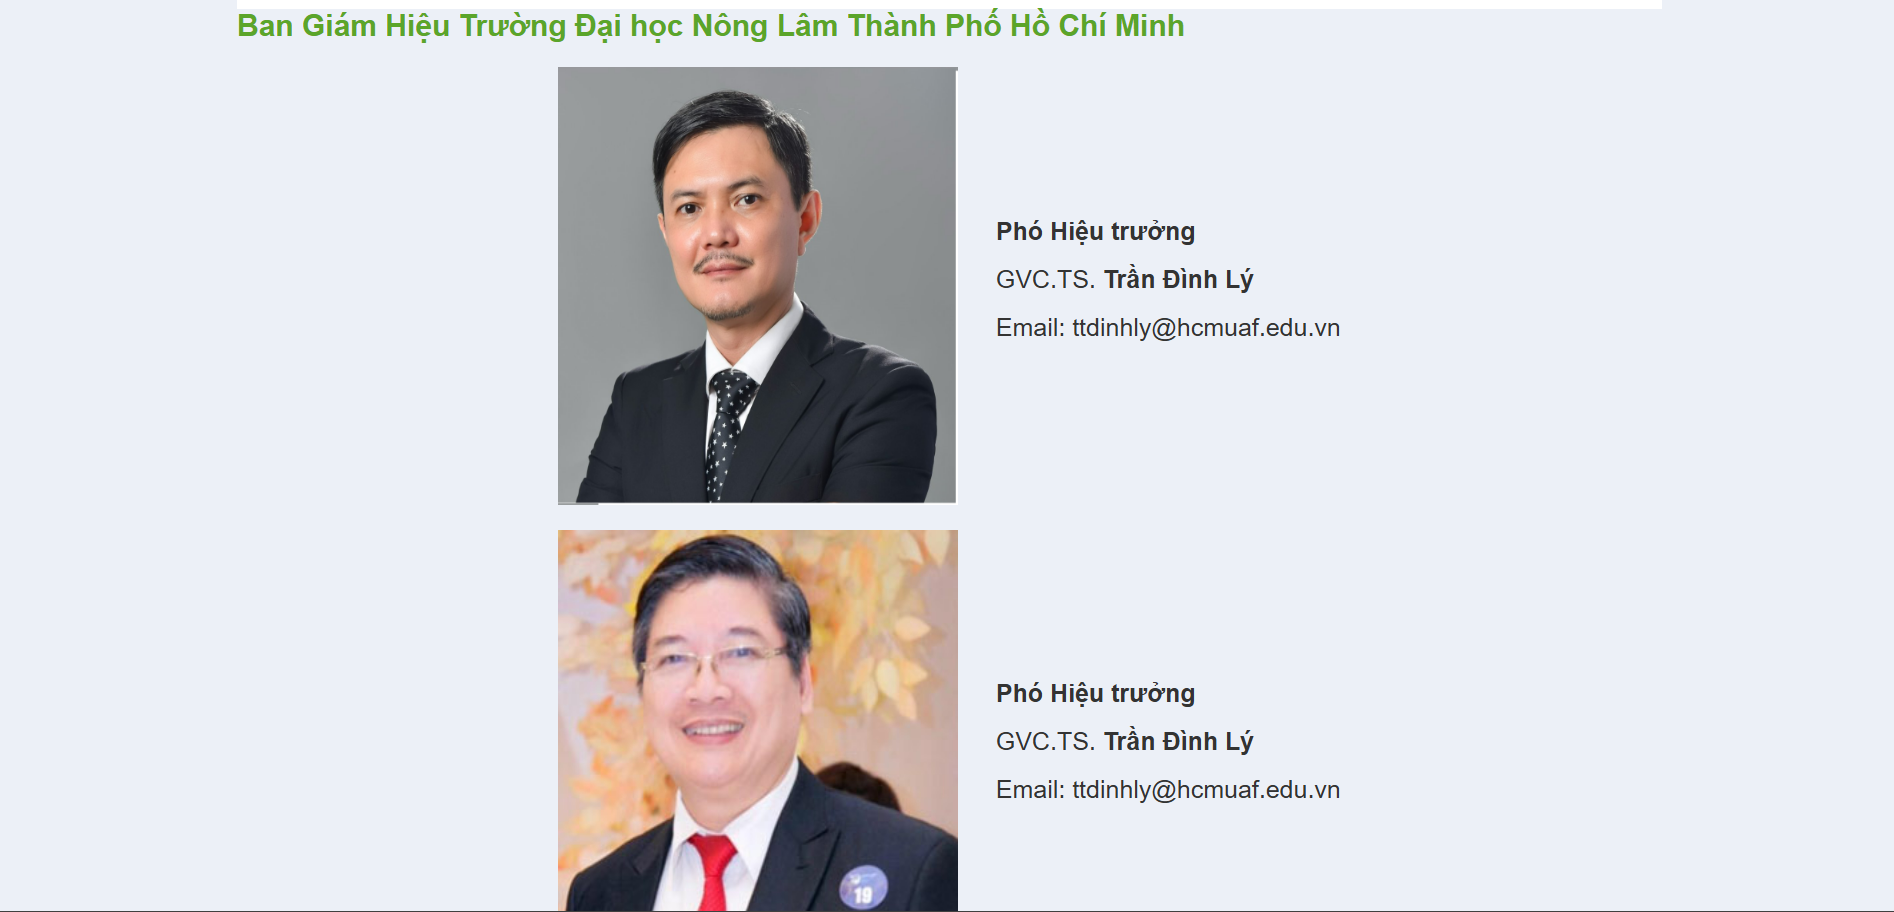 Ban Giám Hiệu Trường Đại học Nông Lâm Thành Phố Hồ Chí Minh
Phó Hiệu trưởng
GVC.TS. Trần Đình Lý
Email: ttdinhly@hcmuaf.edu.vn
Phó Hiệu trưởng
GVC.TS. Trần Đình Lý
Email: ttdinhly@hcmuaf.edu.vn
19